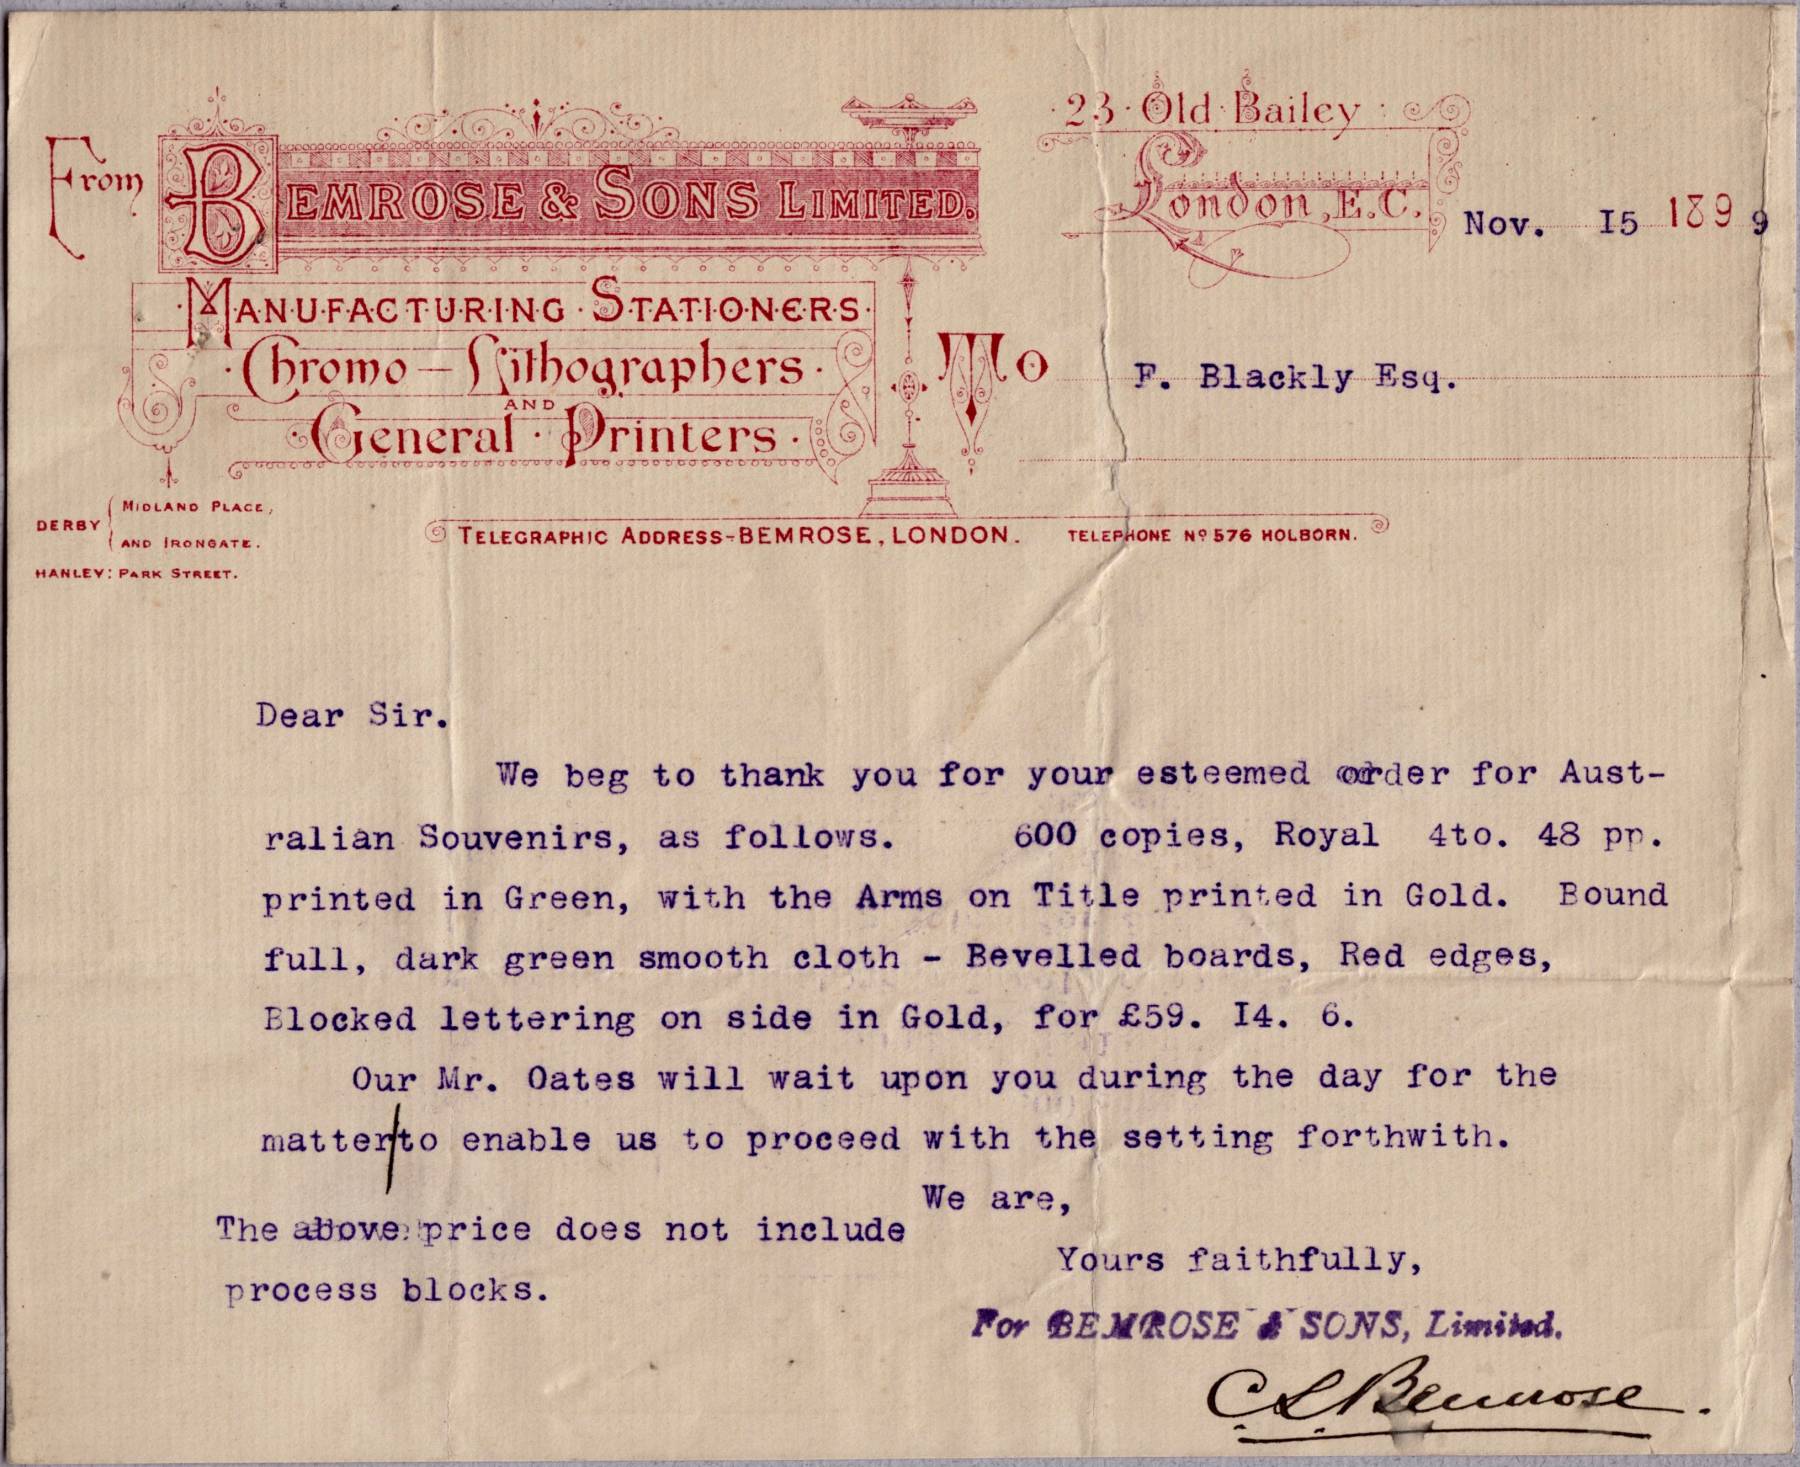 From BEMROSE & SONS LIMITED.
MANUFACTURING · STATIONERS ·
· Chromo – Lithographers ·
AND
· General · Printers ·
DERBY { MIDLAND PLACE,
AND IRONGATE.
HANLEY: PARK STREET.
· 23 · Old · Bailey ·
London, E.C.
Nov. 15 1899
To F. Blackly Esq.
TELEGRAPHIC ADDRESS-BEMROSE, LONDON. TELEPHONE Nº 576 HOLBORN.
Dear Sir.
We beg to thank you for your esteemed order for Aust-
ralian Souvenirs, as follows. 600 copies, Royal 4to. 48 pp.
printed in Green, with the Arms on Title printed in Gold. Bound
full, dark green smooth cloth - Bevelled boards, Red edges,
Blocked lettering on side in Gold, for £59. I4. 6.
Our Mr. Oates will wait upon you during the day for the
matter/to enable us to proceed with the setting forthwith.
We are,
The above price does not include
process blocks.
Yours faithfully,
For BEMROSE & SONS, Limited.
C L Bemrose.